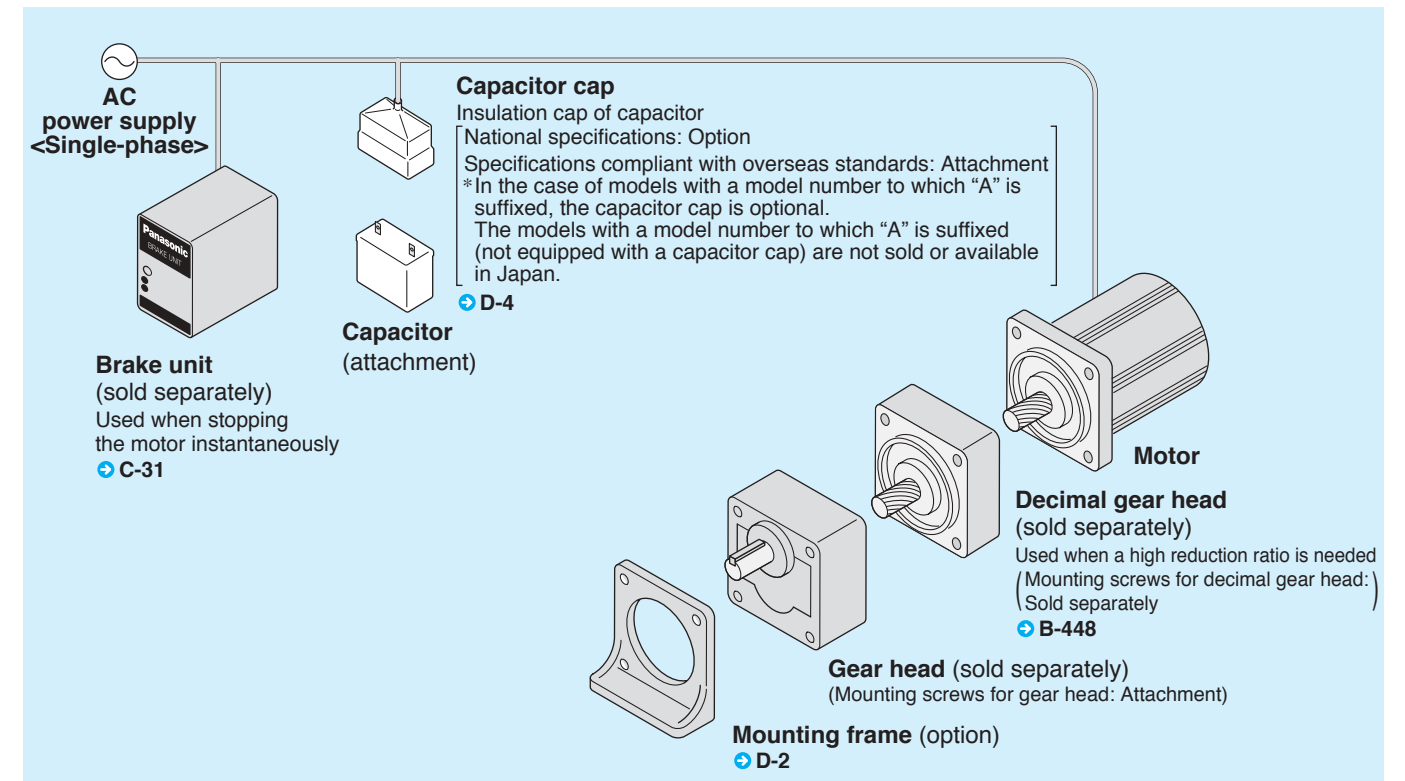 AC
power supply
<Single-phase>
Capacitor cap
Insulation cap of capacitor
National specifications: Option
Specifications compliant with overseas standards: Attachment
*In the case of models with a model number to which “A” is
suffixed, the capacitor cap is optional.
The models with a model number to which “A” is suffixed
(not equipped with a capacitor cap) are not sold or available
in Japan.
D-4
Panasonic
BRAKE UNIT
Capacitor
(attachment)
Brake unit
(sold separately)
Used when stopping
the motor instantaneously
C-31
Motor
Decimal gear head
(sold separately)
Used when a high reduction ratio is needed
(Mounting screws for decimal gear head:
Sold separately)
B-448
Gear head (sold separately)
(Mounting screws for gear head: Attachment)
Mounting frame (option)
D-2